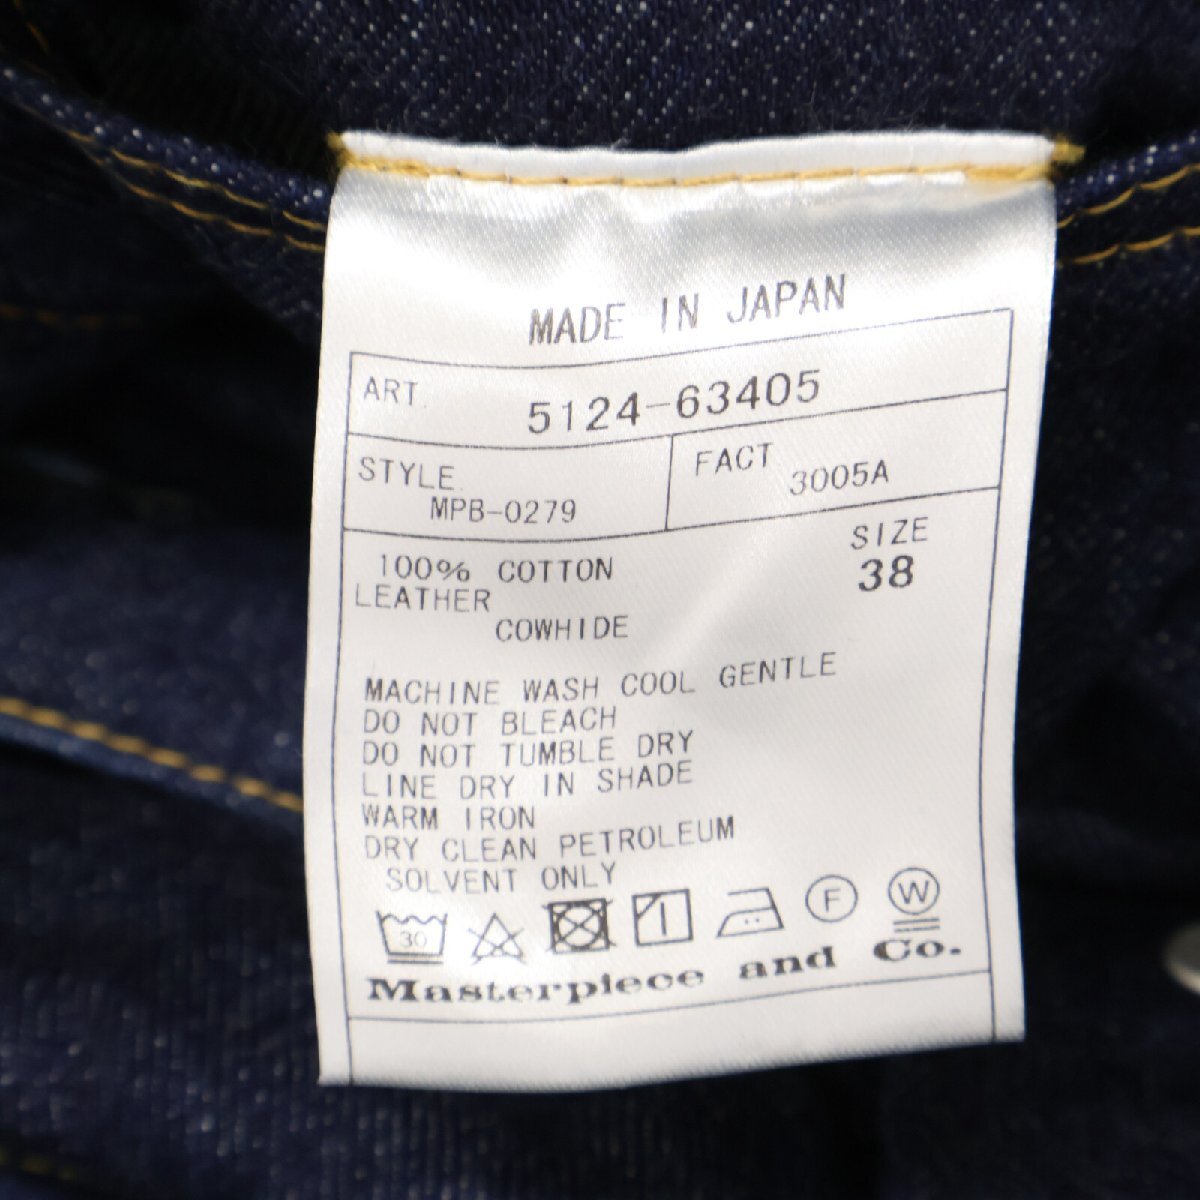 MADE IN JAPAN
ART 5124-63405
STYLE MPB-0279
FACT 3005A
100% COTTON
LEATHER
COWHIDE
SIZE
38
MACHINE WASH COOL GENTLE
DO NOT BLEACH
DO NOT TUMBLE DRY
LINE DRY IN SHADE
WARM IRON
DRY CLEAN PETROLEUM
SOLVENT ONLY
30 F W
Masterpiece and Co.